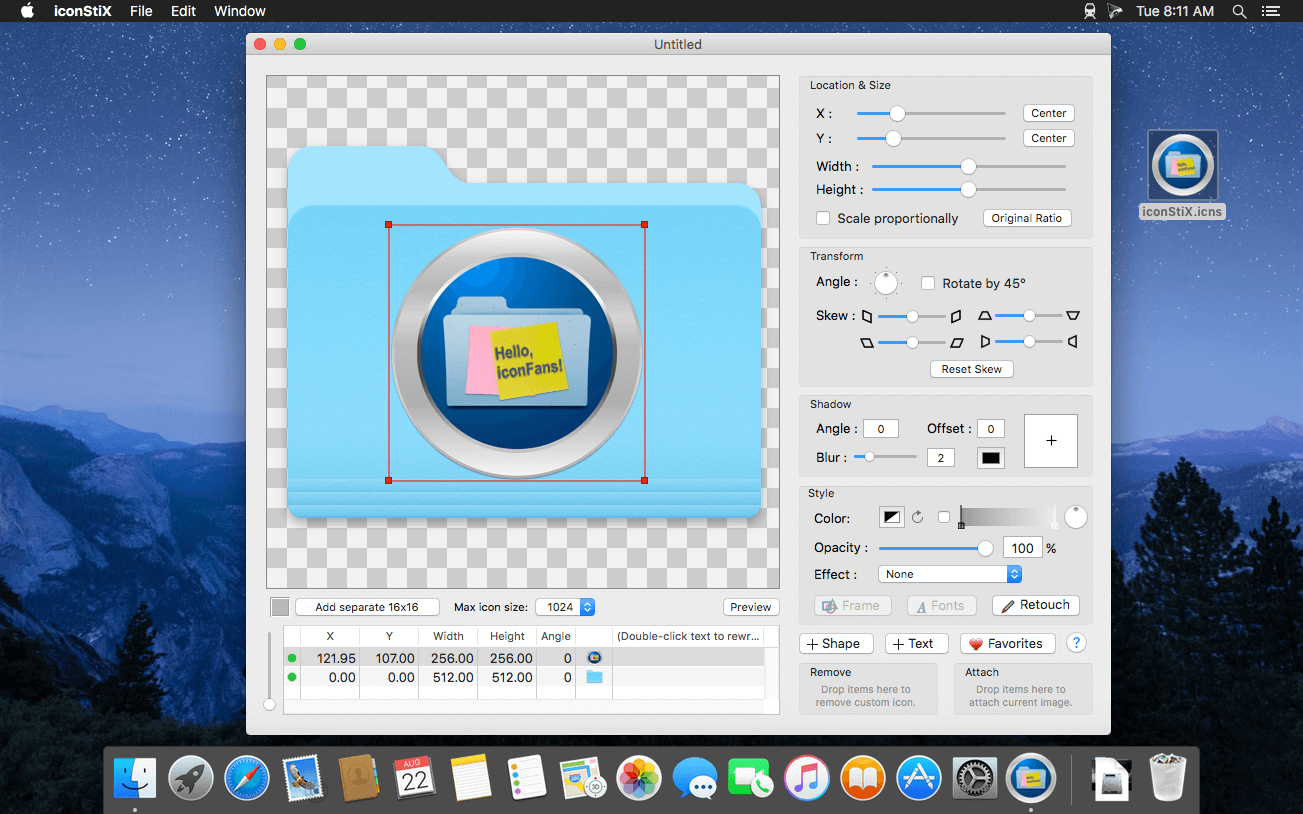 iconStiX File Edit Window Tue 8:11 AM
Untitled
Location & Size
X : Center
Y : Center
Width :
Height :
Scale proportionally Original Ratio
iconStiX.icns
Transform
Angle : Rotate by 45°
Skew :
Reset Skew
Hello,
iconFans!
Shadow
Angle : 0 Offset : 0
Blur : 2
+
Style
Color:
Opacity : 100 %
Effect : None
Frame A Fonts Retouch
Add separate 16x16 Max icon size: 1024 Preview
+ Shape + Text Favorites ?
X Y Width Height Angle (Double-click text to rewr...
121.95 107.00 256.00 256.00 0
0.00 0.00 512.00 512.00 0
Remove
Drop items here to
remove custom icon.
Attach
Drop items here to
attach current image.
AUG
22
3D